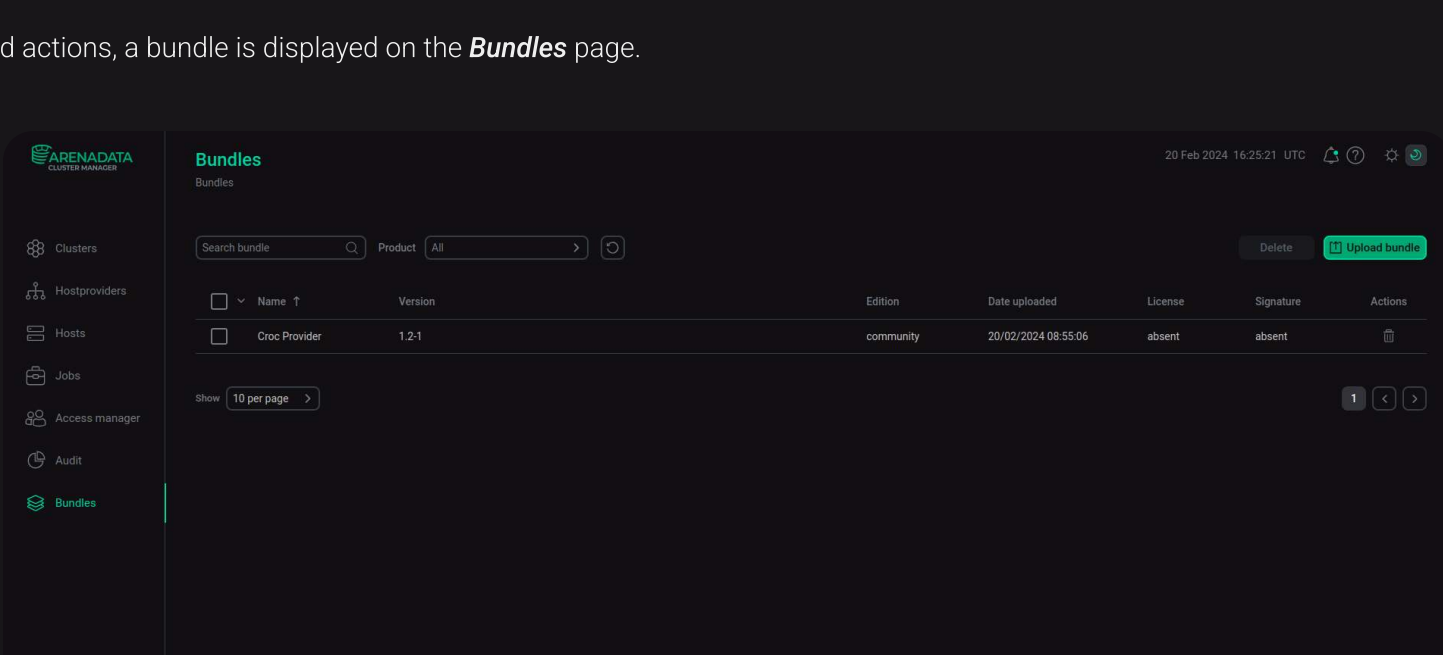 d actions, a bundle is displayed on the Bundles page.
ARENADATA
CLUSTER MANAGER
Bundles
Bundles
20 Feb 2024 16:25:21 UTC
Clusters
Hostproviders
Hosts
Jobs
Access manager
Audit
Bundles
Search bundle Product All Delete Upload bundle
Name ↑ Version Edition Date uploaded License Signature Actions
Croc Provider 1.2-1 community 20/02/2024 08:55:06 absent absent
Show 10 per page 1 < >